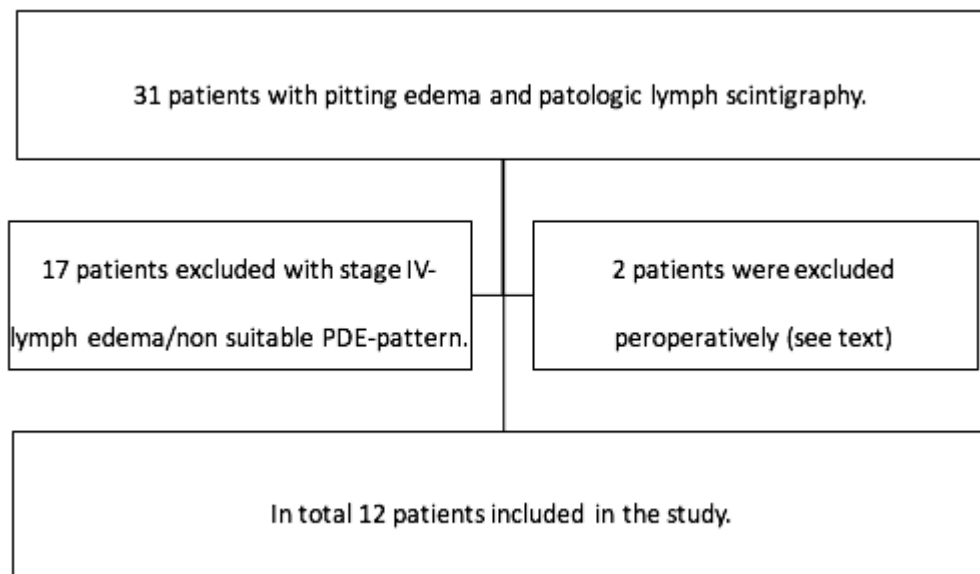 31 patients with pitting edema and patologic lymph scintigraphy.
17 patients excluded with stage IV-
lymph edema/non suitable PDE-pattern.
2 patients were excluded
peroperatively (see text)
In total 12 patients included in the study.